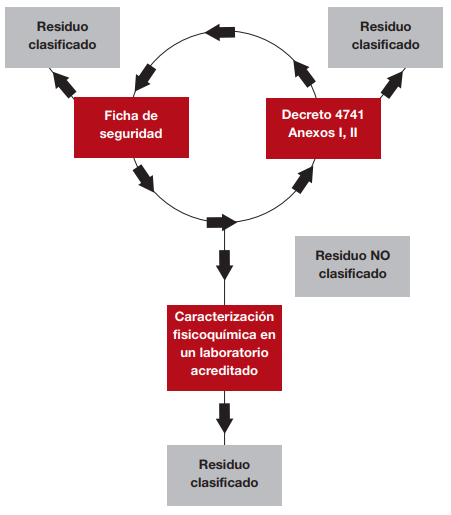 Residuo
clasificado
Residuo
clasificado
Ficha de
seguridad
Decreto 4741
Anexos I, II
Residuo NO
clasificado
Caracterización
fisicoquímica en
un laboratorio
acreditado
Residuo
clasificado